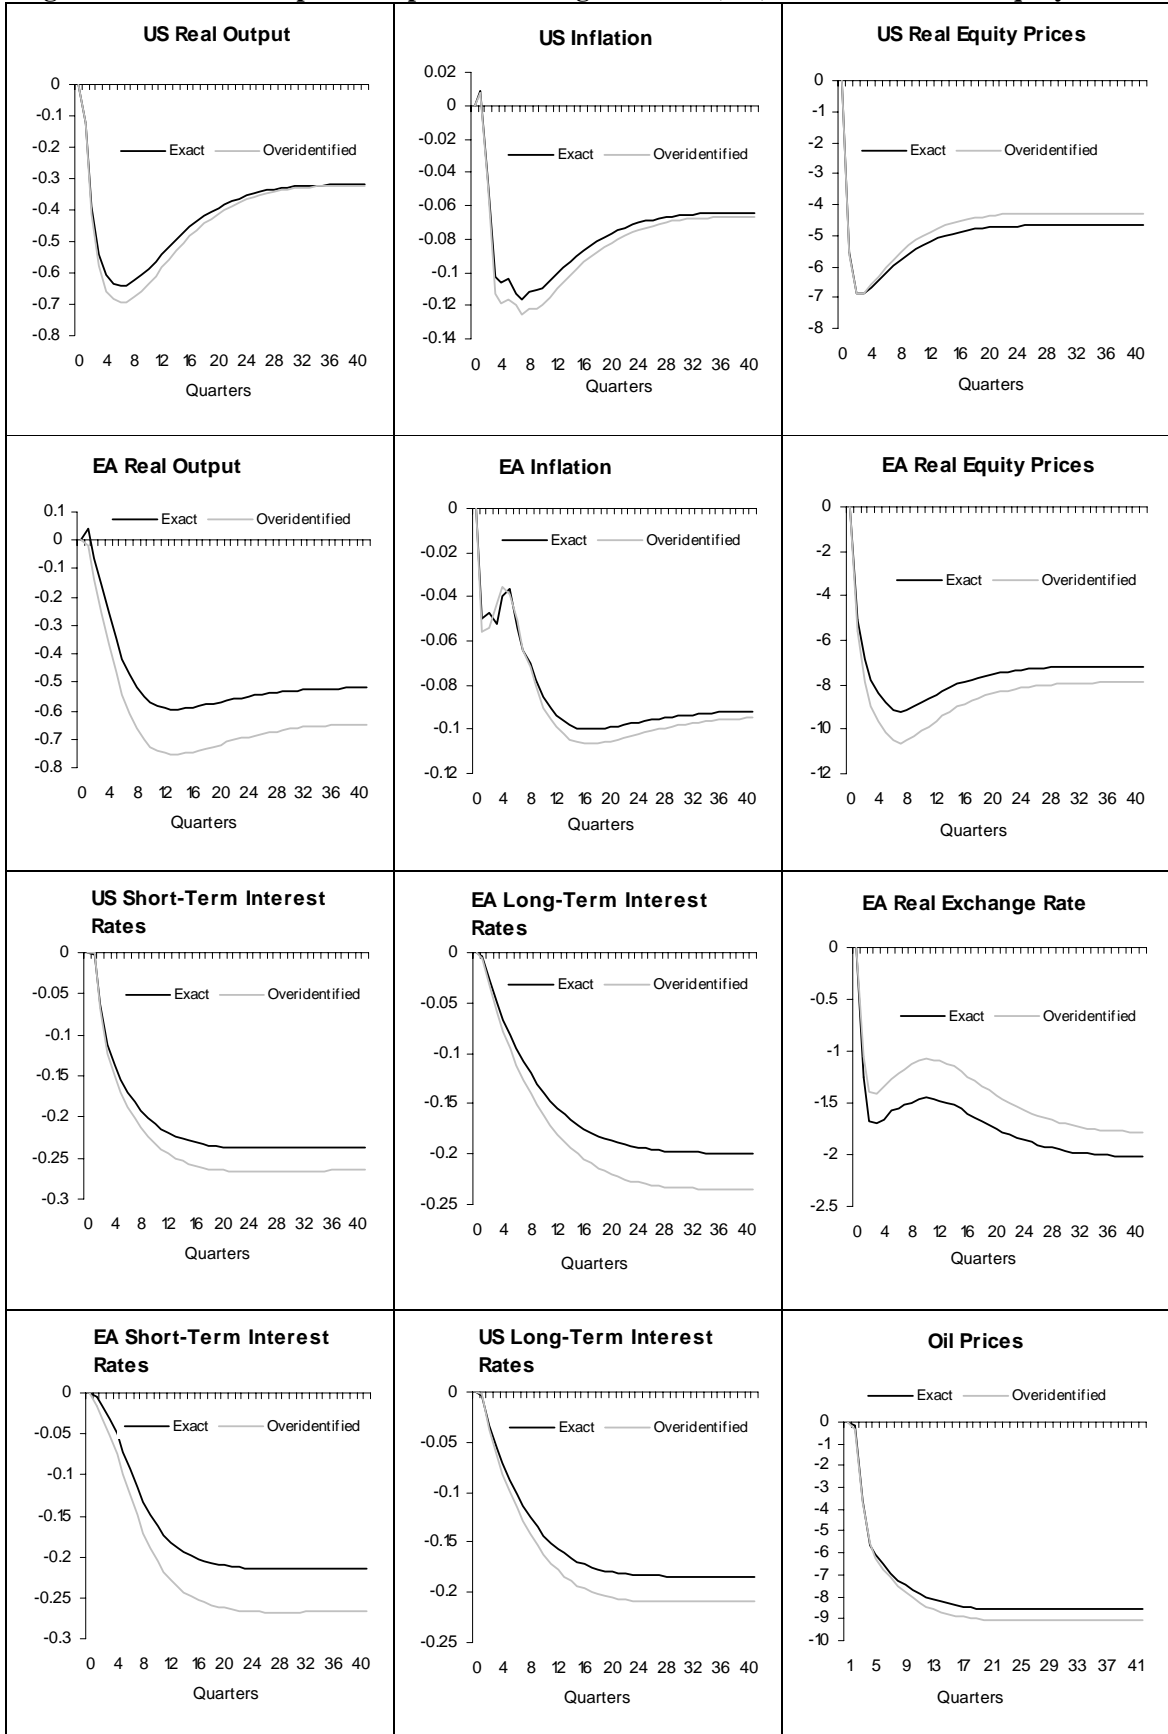 US Real Output
0
-0.1
-0.2
-0.3
-0.4
-0.5
-0.6
-0.7
-0.8
Exact Overidentified
0 4 8 12 16 20 24 28 32 36 40
Quarters
US Inflation
0.02
0
-0.02
-0.04
-0.06
-0.08
-0.1
-0.12
-0.14
Exact Overidentified
0 4 8 12 16 20 24 28 32 36 40
Quarters
US Real Equity Prices
0
-1
-2
-3
-4
-5
-6
-7
-8
Exact Overidentified
0 4 8 12 16 20 24 28 32 36 40
Quarters
EA Real Output
0.1
0
-0.1
-0.2
-0.3
-0.4
-0.5
-0.6
-0.7
-0.8
Exact Overidentified
0 4 8 12 16 20 24 28 32 36 40
Quarters
EA Inflation
0
-0.02
-0.04
-0.06
-0.08
-0.1
-0.12
Exact Overidentified
0 4 8 12 16 20 24 28 32 36 40
Quarters
EA Real Equity Prices
0
-2
-4
-6
-8
-10
-12
Exact Overidentified
0 4 8 12 16 20 24 28 32 36 40
Quarters
US Short-Term Interest
Rates
0
-0.05
-0.1
-0.15
-0.2
-0.25
-0.3
Exact Overidentified
0 4 8 12 16 20 24 28 32 36 40
Quarters
EA Long-Term Interest
Rates
0
-0.05
-0.1
-0.15
-0.2
-0.25
Exact Overidentified
0 4 8 12 16 20 24 28 32 36 40
Quarters
EA Real Exchange Rate
0
-0.5
-1
-1.5
-2
-2.5
Exact Overidentified
0 4 8 12 16 20 24 28 32 36 40
Quarters
EA Short-Term Interest
Rates
0
-0.05
-0.1
-0.15
-0.2
-0.25
-0.3
Exact Overidentified
0 4 8 12 16 20 24 28 32 36 40
Quarters
US Long-Term Interest
Rates
0
-0.05
-0.1
-0.15
-0.2
-0.25
Exact Overidentified
0 4 8 12 16 20 24 28 32 36 40
Quarters
Oil Prices
Exact Overidentified
0
-1
-2
-3
-4
-5
-6
-7
-8
-9
-10
1 5 9 13 17 21 25 29 33 37 41
Quarters